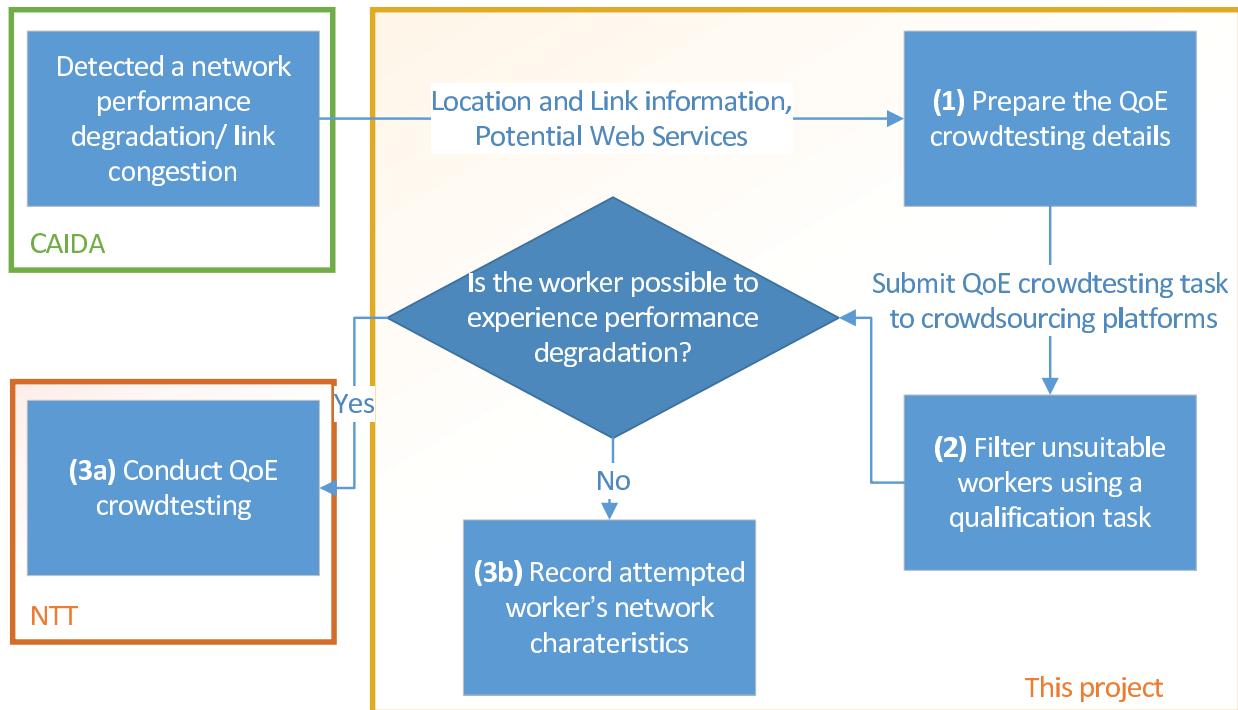 Detected a network
performance
degradation/ link
congestion
CAIDA
Location and Link information,
Potential Web Services
(1) Prepare the QoE
crowdtesting details
Submit QoE crowdtesting task
to crowdsourcing platforms
(2) Filter unsuitable
workers using a
qualification task
Is the worker possible to
experience performance
degradation?
Yes
(3a) Conduct QoE
crowdtesting
NTT
No
(3b) Record attempted
worker's network
charateristics
This project